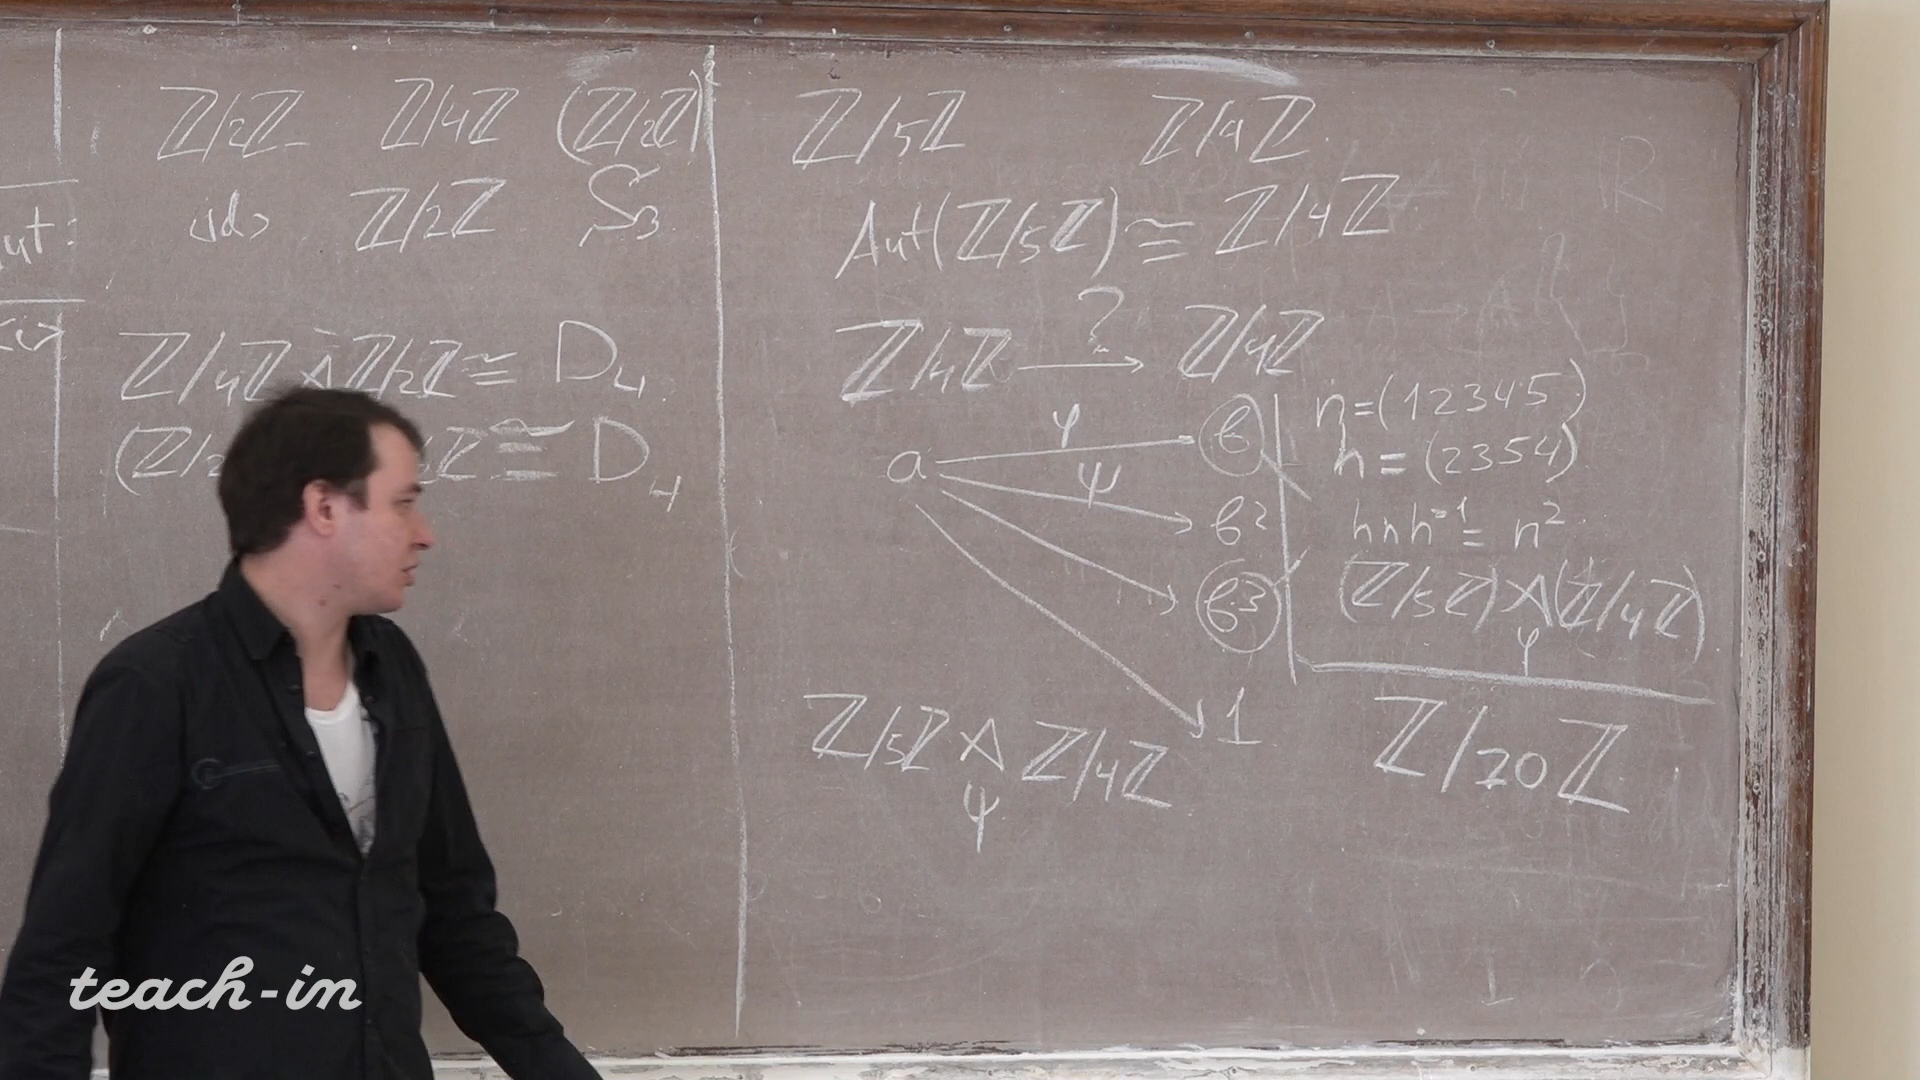 ℤ/2ℤ ℤ/4ℤ (ℤ/2ℤ)
ut: id ℤ/2ℤ S₃
ℤ/4ℤ ⋋ ℤ/2ℤ ≅ D₄
(ℤ/2 ℤ ≅ D₄
ℤ/5ℤ ℤ/4ℤ
Aut(ℤ/5ℤ) ≅ ℤ/4ℤ
?
ℤ/4ℤ → ℤ/4ℤ
a φ → b
ψ → b²
→ b³
→ 1
ℤ/5ℤ ⋋ ℤ/4ℤ
ψ
n=(12345)
h=(2354)
hnh⁻¹=n²
(ℤ/5ℤ)⋋(ℤ/4ℤ)
φ
ℤ/20ℤ
teach-in